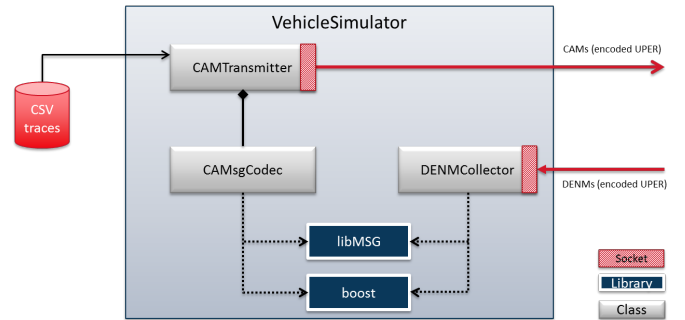 VehicleSimulator
CAMs (encoded UPER)
CAMTransmitter
CSV
traces
CAMsgCodec
DENMCollector
DENMs (encoded UPER)
libMSG
boost
Socket
Library
Class